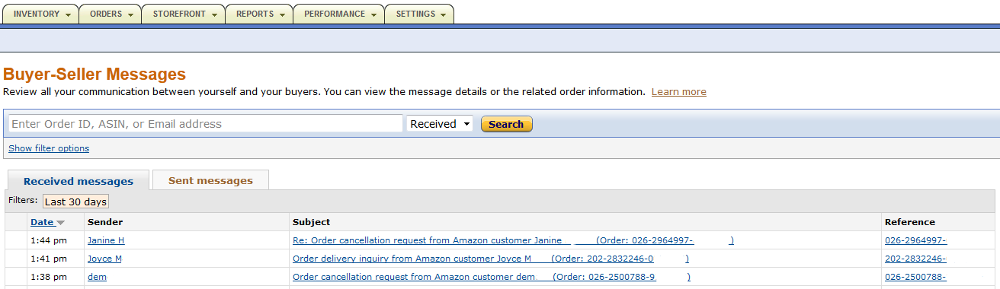 INVENTORY ORDERS STOREFRONT REPORTS PERFORMANCE SETTINGS
Buyer-Seller Messages
Review all your communication between yourself and your buyers. You can view the message details or the related order information. Learn more
Enter Order ID, ASIN, or Email address Received Search
Show filter options
Received messages Sent messages
Filters: Last 30 days
Date Sender Subject Reference
1:44 pm Janine H Re: Order cancellation request from Amazon customer Janine (Order: 026-2964997- ) 026-2964997-
1:41 pm Joyce M Order delivery inquiry from Amazon customer Joyce M (Order: 202-2832246-0 ) 202-2832246-
1:38 pm dem Order cancellation request from Amazon customer dem (Order: 026-2500788-9 ) 026-2500788-